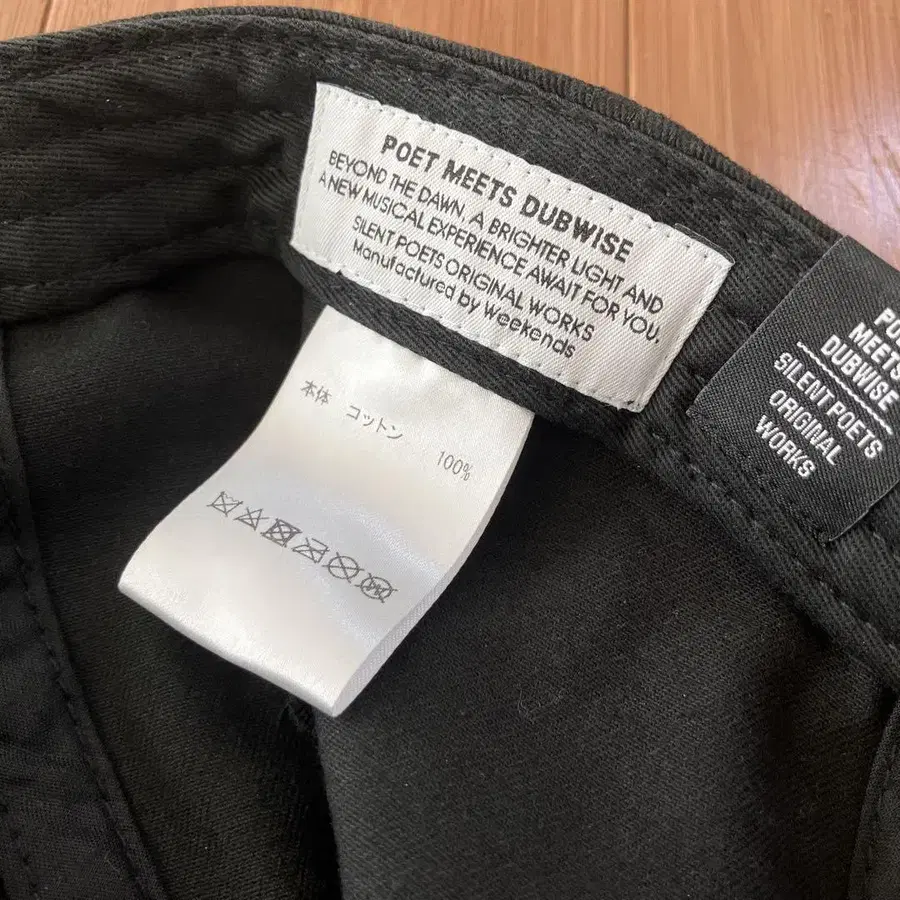 POET MEETS DUBWISE
BEYOND THE DAWN, A BRIGHTER LIGHT AND
A NEW MUSICAL EXPERIENCE AWAIT FOR YOU.
SILENT POETS ORIGINAL WORKS
Manufactured by Weekends
本体 コットン
100%
MEETS
DUBWISE
SILENT POETS
ORIGINAL
WORKS